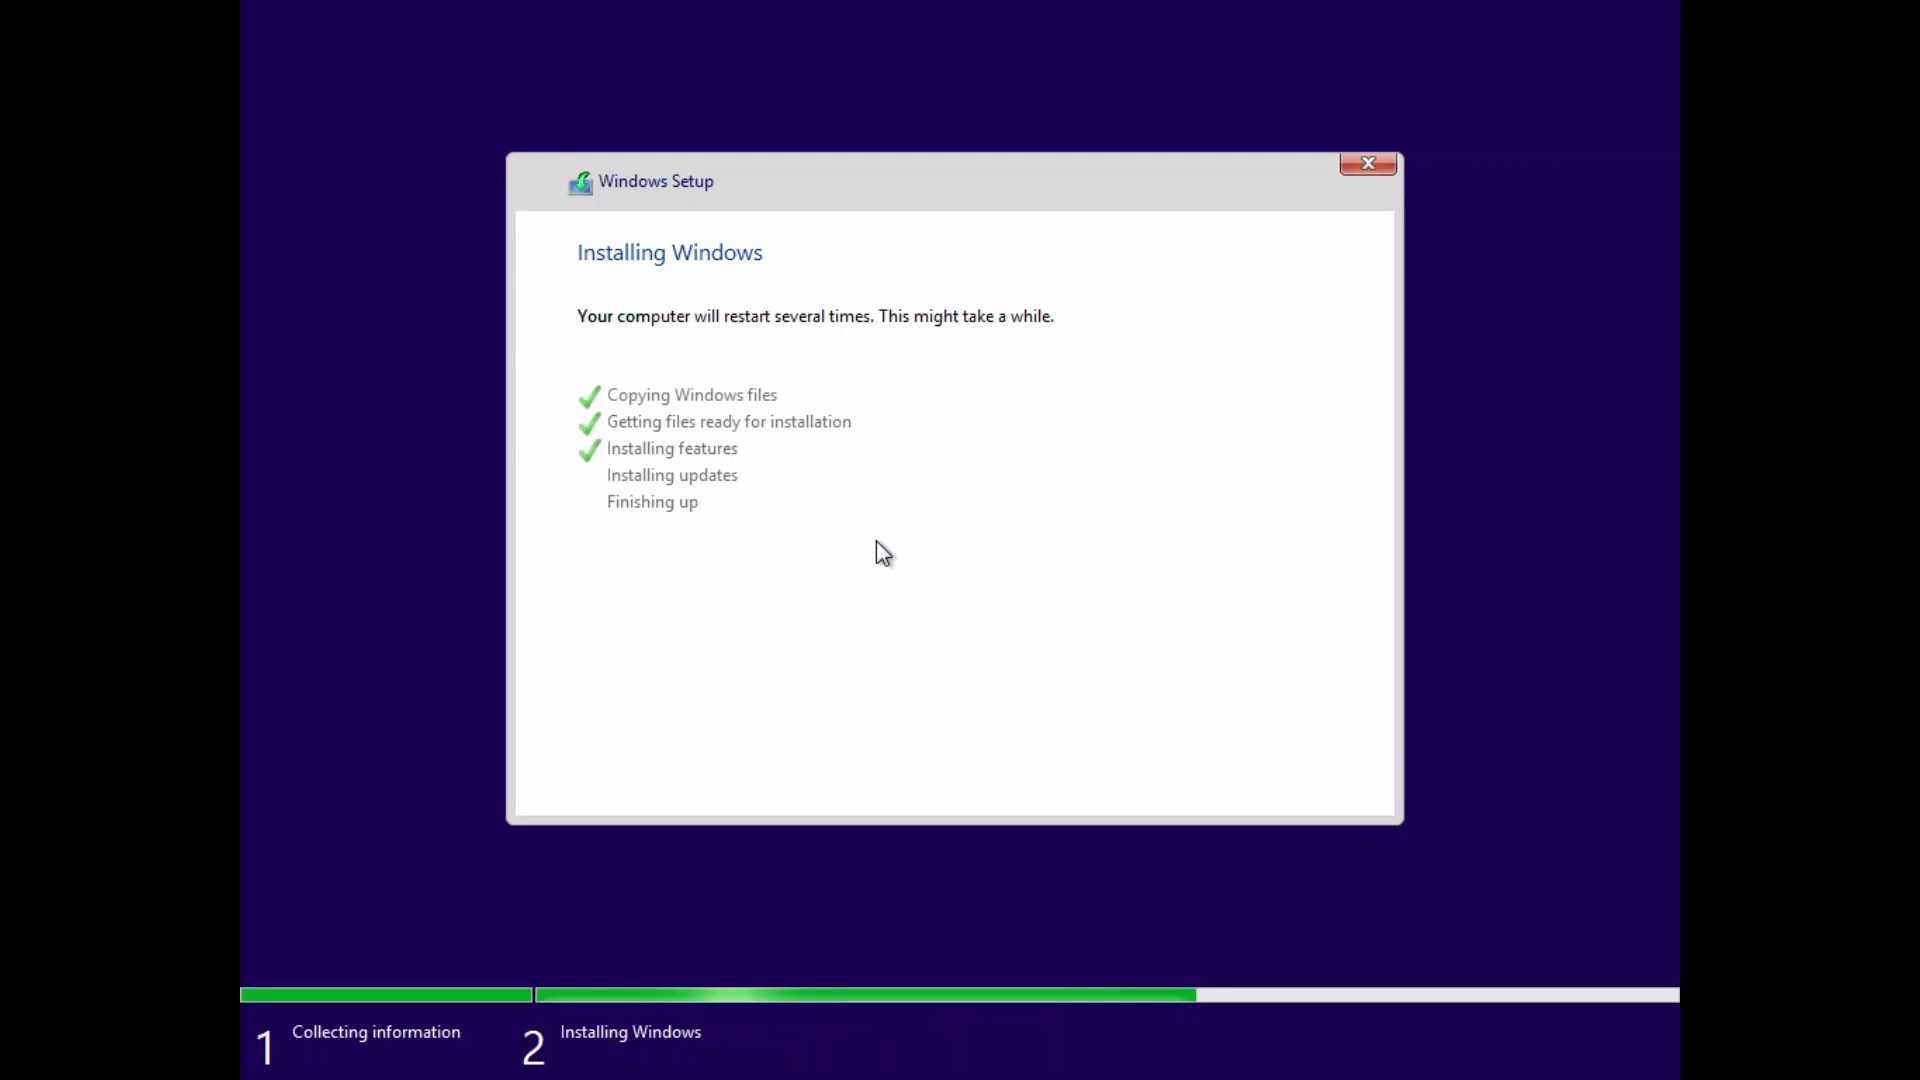 Windows Setup
Installing Windows
Your computer will restart several times. This might take a while.
Copying Windows files
Getting files ready for installation
Installing features
Installing updates
Finishing up
1 Collecting information 2 Installing Windows